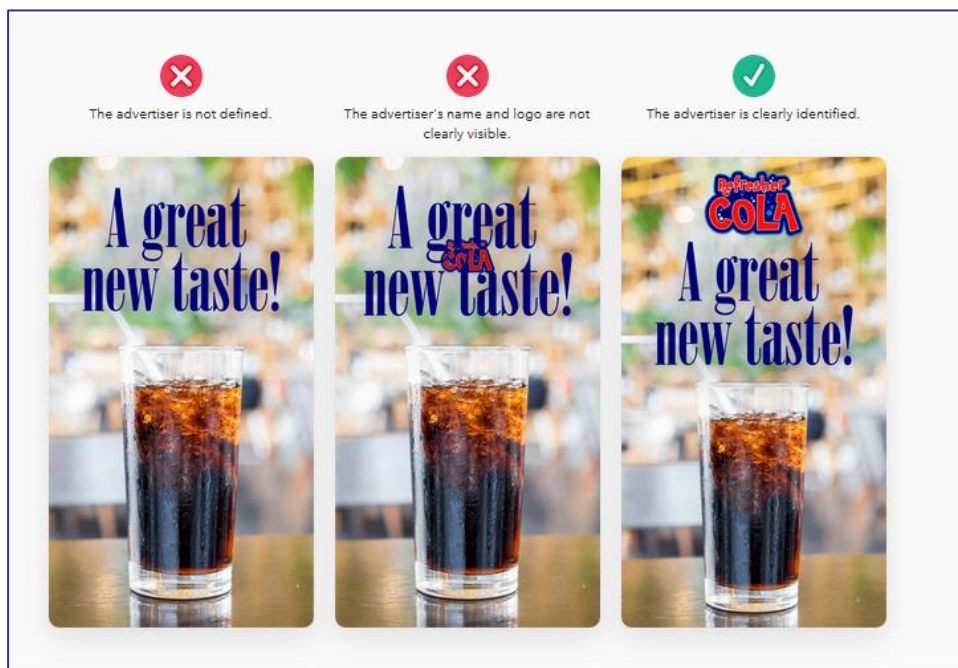 The advertiser is not defined.
The advertiser's name and logo are not
clearly visible.
The advertiser is clearly identified.
A great
new taste!
A great
COLA
new taste!
Refresher
COLA
A great
new taste!